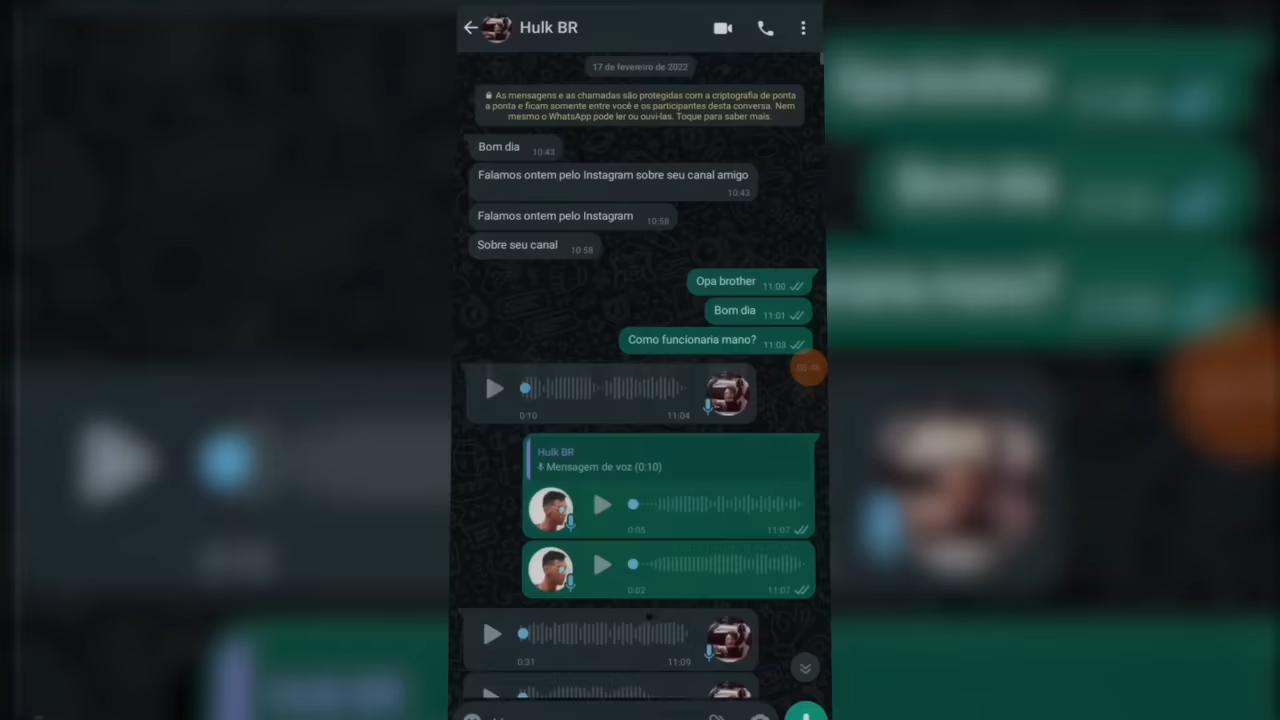 Hulk BR
17 de fevereiro de 2022
As mensagens e as chamadas são protegidas com a criptografia de ponta
a ponta e ficam somente entre você e os participantes desta conversa. Nem
mesmo o WhatsApp pode ler ou ouvi-las. Toque para saber mais.
Bom dia 10:43
Falamos ontem pelo Instagram sobre seu canal amigo
10:43
Falamos ontem pelo Instagram 10:58
Sobre seu canal 10:58
Opa brother 11:00
Bom dia 11:01
Como funcionaria mano? 11:03
00:48
0:10 11:04
Hulk BR
Mensagem de voz (0:10)
0:05 11:07
0:02 11:07
0:31 11:09